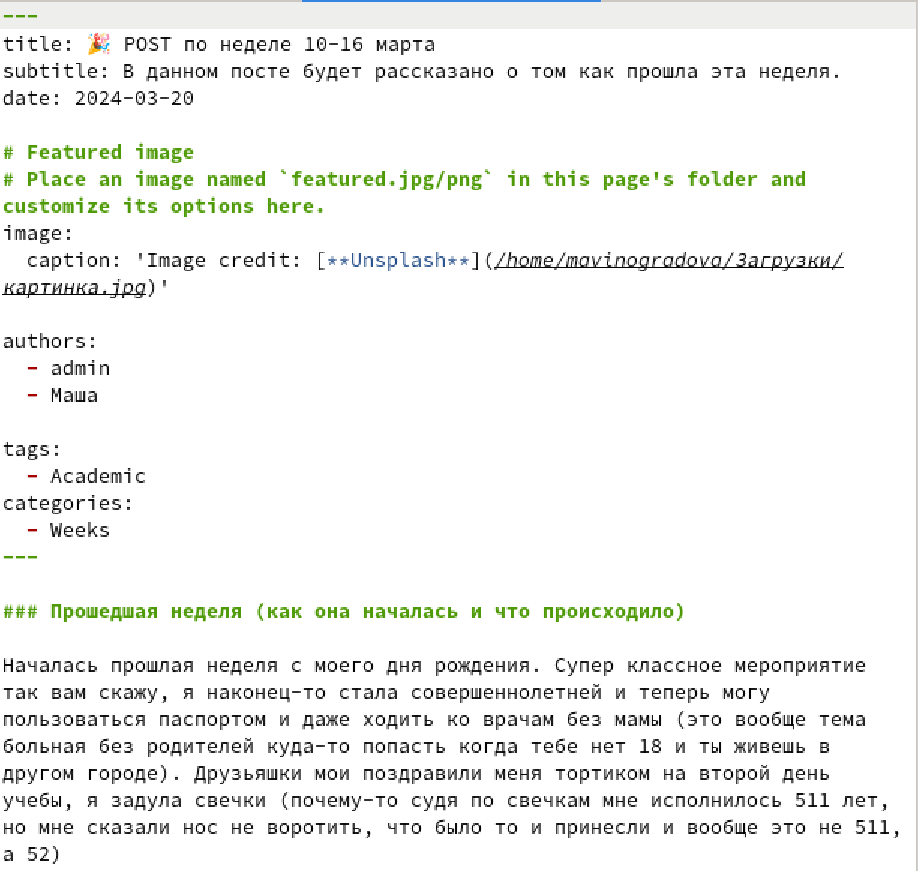 ---
title: 🎉 POST по неделе 10-16 марта
subtitle: В данном посте будет рассказано о том как прошла эта неделя.
date: 2024-03-20
# Featured image
# Place an image named `featured.jpg/png` in this page's folder and
customize its options here.
image:
  caption: 'Image credit: [**Unsplash**](/home/mavinogradova/Загрузки/
картинка.jpg)'
authors:
  - admin
  - Маша
tags:
  - Academic
categories:
  - Weeks
---
### Прошедшая неделя (как она началась и что происходило)
Началась прошлая неделя с моего дня рождения. Супер классное мероприятие
так вам скажу, я наконец-то стала совершеннолетней и теперь могу
пользоваться паспортом и даже ходить ко врачам без мамы (это вообще тема
больная без родителей куда-то попасть когда тебе нет 18 и ты живешь в
другом городе). Друзьяшки мои поздравили меня тортиком на второй день
учебы, я задула свечки (почему-то судя по свечкам мне исполнилось 511 лет,
но мне сказали нос не воротить, что было то и принесли и вообще это не 511,
а 52)